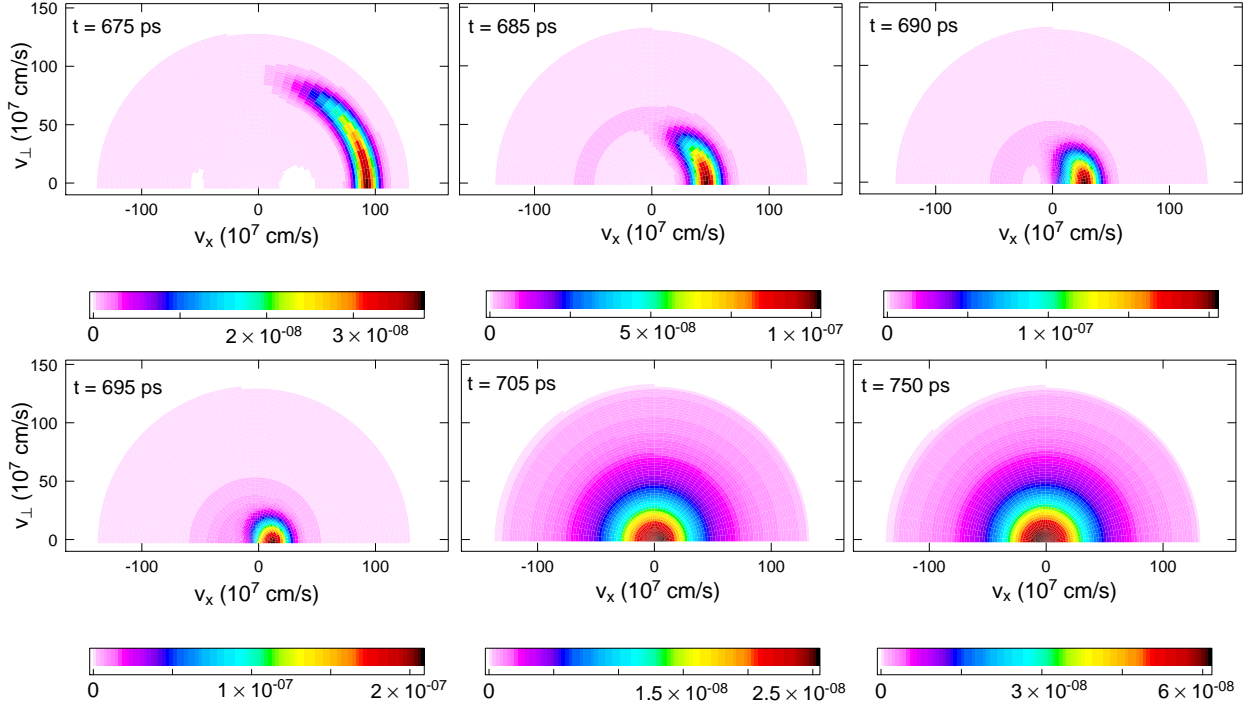 t = 675 ps
t = 685 ps
t = 690 ps
150
100
50
0
v⊥ (10⁷ cm/s)
-100 0 100
-100 0 100
-100 0 100
vₓ (10⁷ cm/s)
vₓ (10⁷ cm/s)
vₓ (10⁷ cm/s)
0 2×10⁻⁰⁸ 3×10⁻⁰⁸
0 5×10⁻⁰⁸ 1×10⁻⁰⁷
0 1×10⁻⁰⁷
t = 695 ps
t = 705 ps
t = 750 ps
150
100
50
0
v⊥ (10⁷ cm/s)
-100 0 100
-100 0 100
-100 0 100
vₓ (10⁷ cm/s)
vₓ (10⁷ cm/s)
vₓ (10⁷ cm/s)
0 1×10⁻⁰⁷ 2×10⁻⁰⁷
0 1.5×10⁻⁰⁸ 2.5×10⁻⁰⁸
0 3×10⁻⁰⁸ 6×10⁻⁰⁸